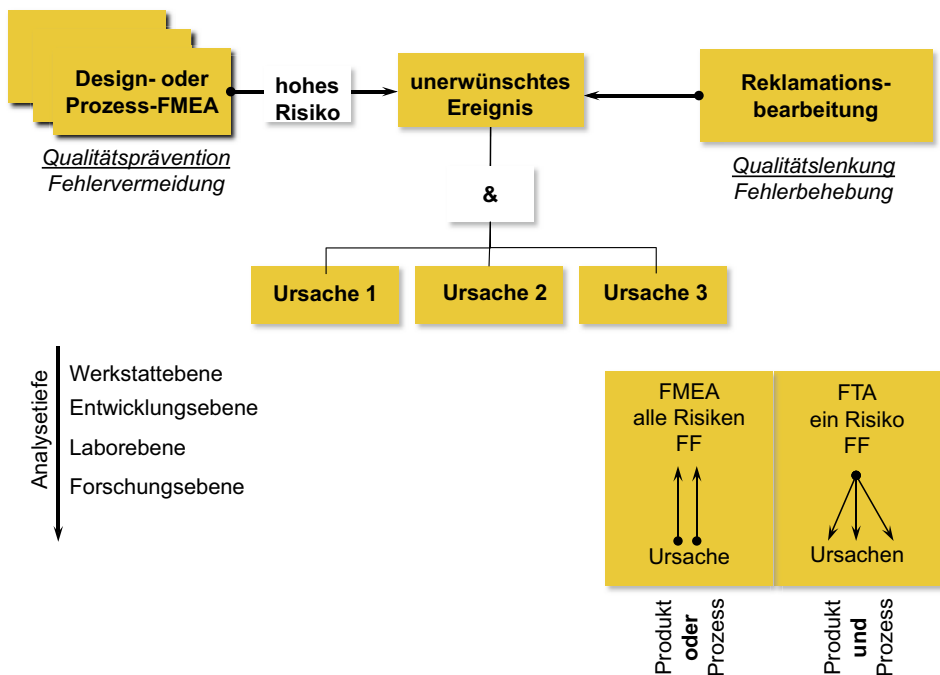 Design- oder
Prozess-FMEA
hohes
Risiko
unerwünschtes
Ereignis
Reklamations-
bearbeitung
Qualitätsprävention
Fehlervermeidung
Qualitätslenkung
Fehlerbehebung
&
Ursache 1
Ursache 2
Ursache 3
Analysetiefe
Werkstattebene
Entwicklungsebene
Laborebene
Forschungsebene
FMEA
alle Risiken
FF
Ursache
FTA
ein Risiko
FF
Ursachen
Produkt
oder
Prozess
Produkt
und
Prozess